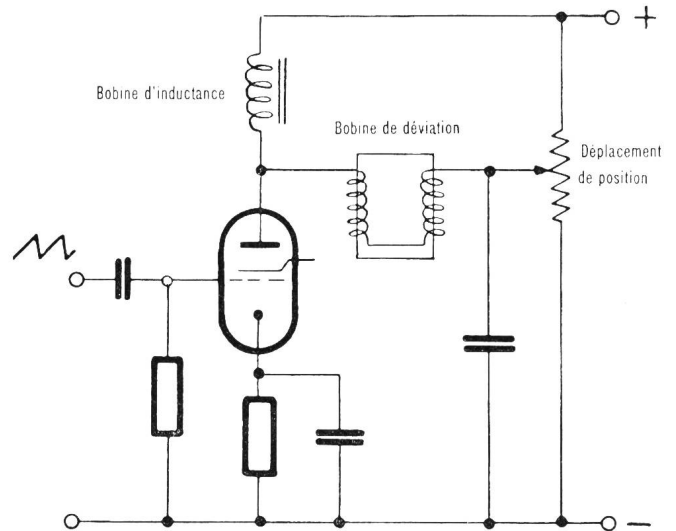 +
Bobine d'inductance
Bobine de déviation
Déplacement
de position
−